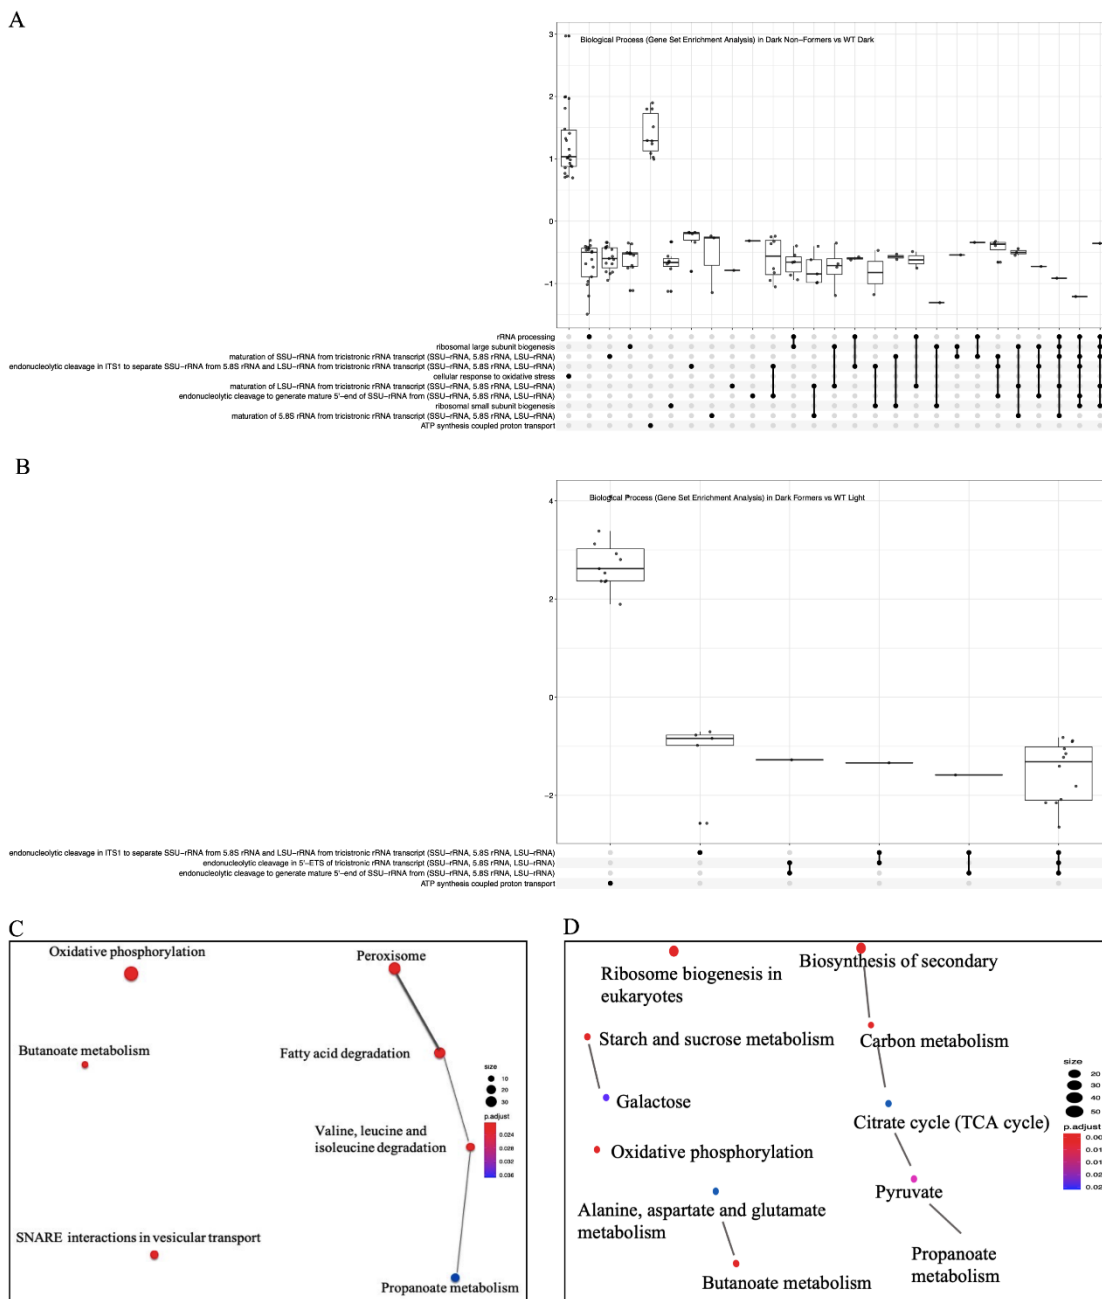 A
Biological Process (Gene Set Enrichment Analysis) in Dark Non−Formers vs WT Dark
3
2
1
0
−1
rRNA processing
ribosomal large subunit biogenesis
maturation of SSU−rRNA from tricistronic rRNA transcript (SSU−rRNA, 5.8S rRNA, LSU−rRNA)
endonucleolytic cleavage in ITS1 to separate SSU−rRNA from 5.8S rRNA and LSU−rRNA from tricistronic rRNA transcript (SSU−rRNA, 5.8S rRNA, LSU−rRNA)
cellular response to oxidative stress
maturation of LSU−rRNA from tricistronic rRNA transcript (SSU−rRNA, 5.8S rRNA, LSU−rRNA)
endonucleolytic cleavage to generate mature 5'−end of SSU−rRNA from (SSU−rRNA, 5.8S rRNA, LSU−rRNA)
ribosomal small subunit biogenesis
maturation of 5.8S rRNA from tricistronic rRNA transcript (SSU−rRNA, 5.8S rRNA, LSU−rRNA)
ATP synthesis coupled proton transport
B
Biological Process (Gene Set Enrichment Analysis) in Dark Formers vs WT Light
4
2
0
−2
endonucleolytic cleavage in ITS1 to separate SSU−rRNA from 5.8S rRNA and LSU−rRNA from tricistronic rRNA transcript (SSU−rRNA, 5.8S rRNA, LSU−rRNA)
endonucleolytic cleavage in 5'−ETS of tricistronic rRNA transcript (SSU−rRNA, 5.8S rRNA, LSU−rRNA)
endonucleolytic cleavage to generate mature 5'−end of SSU−rRNA from (SSU−rRNA, 5.8S rRNA, LSU−rRNA)
ATP synthesis coupled proton transport
C
Oxidative phosphorylation
Peroxisome
Butanoate metabolism
Fatty acid degradation
Valine, leucine and
isoleucine degradation
SNARE interactions in vesicular transport
Propanoate metabolism
size
10
20
30
p.adjust
0.024
0.028
0.032
0.036
D
Ribosome biogenesis in
eukaryotes
Biosynthesis of secondary
Starch and sucrose metabolism
Carbon metabolism
Galactose
Citrate cycle (TCA cycle)
Oxidative phosphorylation
Pyruvate
Alanine, aspartate and glutamate
metabolism
Propanoate
metabolism
Butanoate metabolism
size
20
30
40
50
p.adjust
0.00
0.01
0.01
0.02
0.02